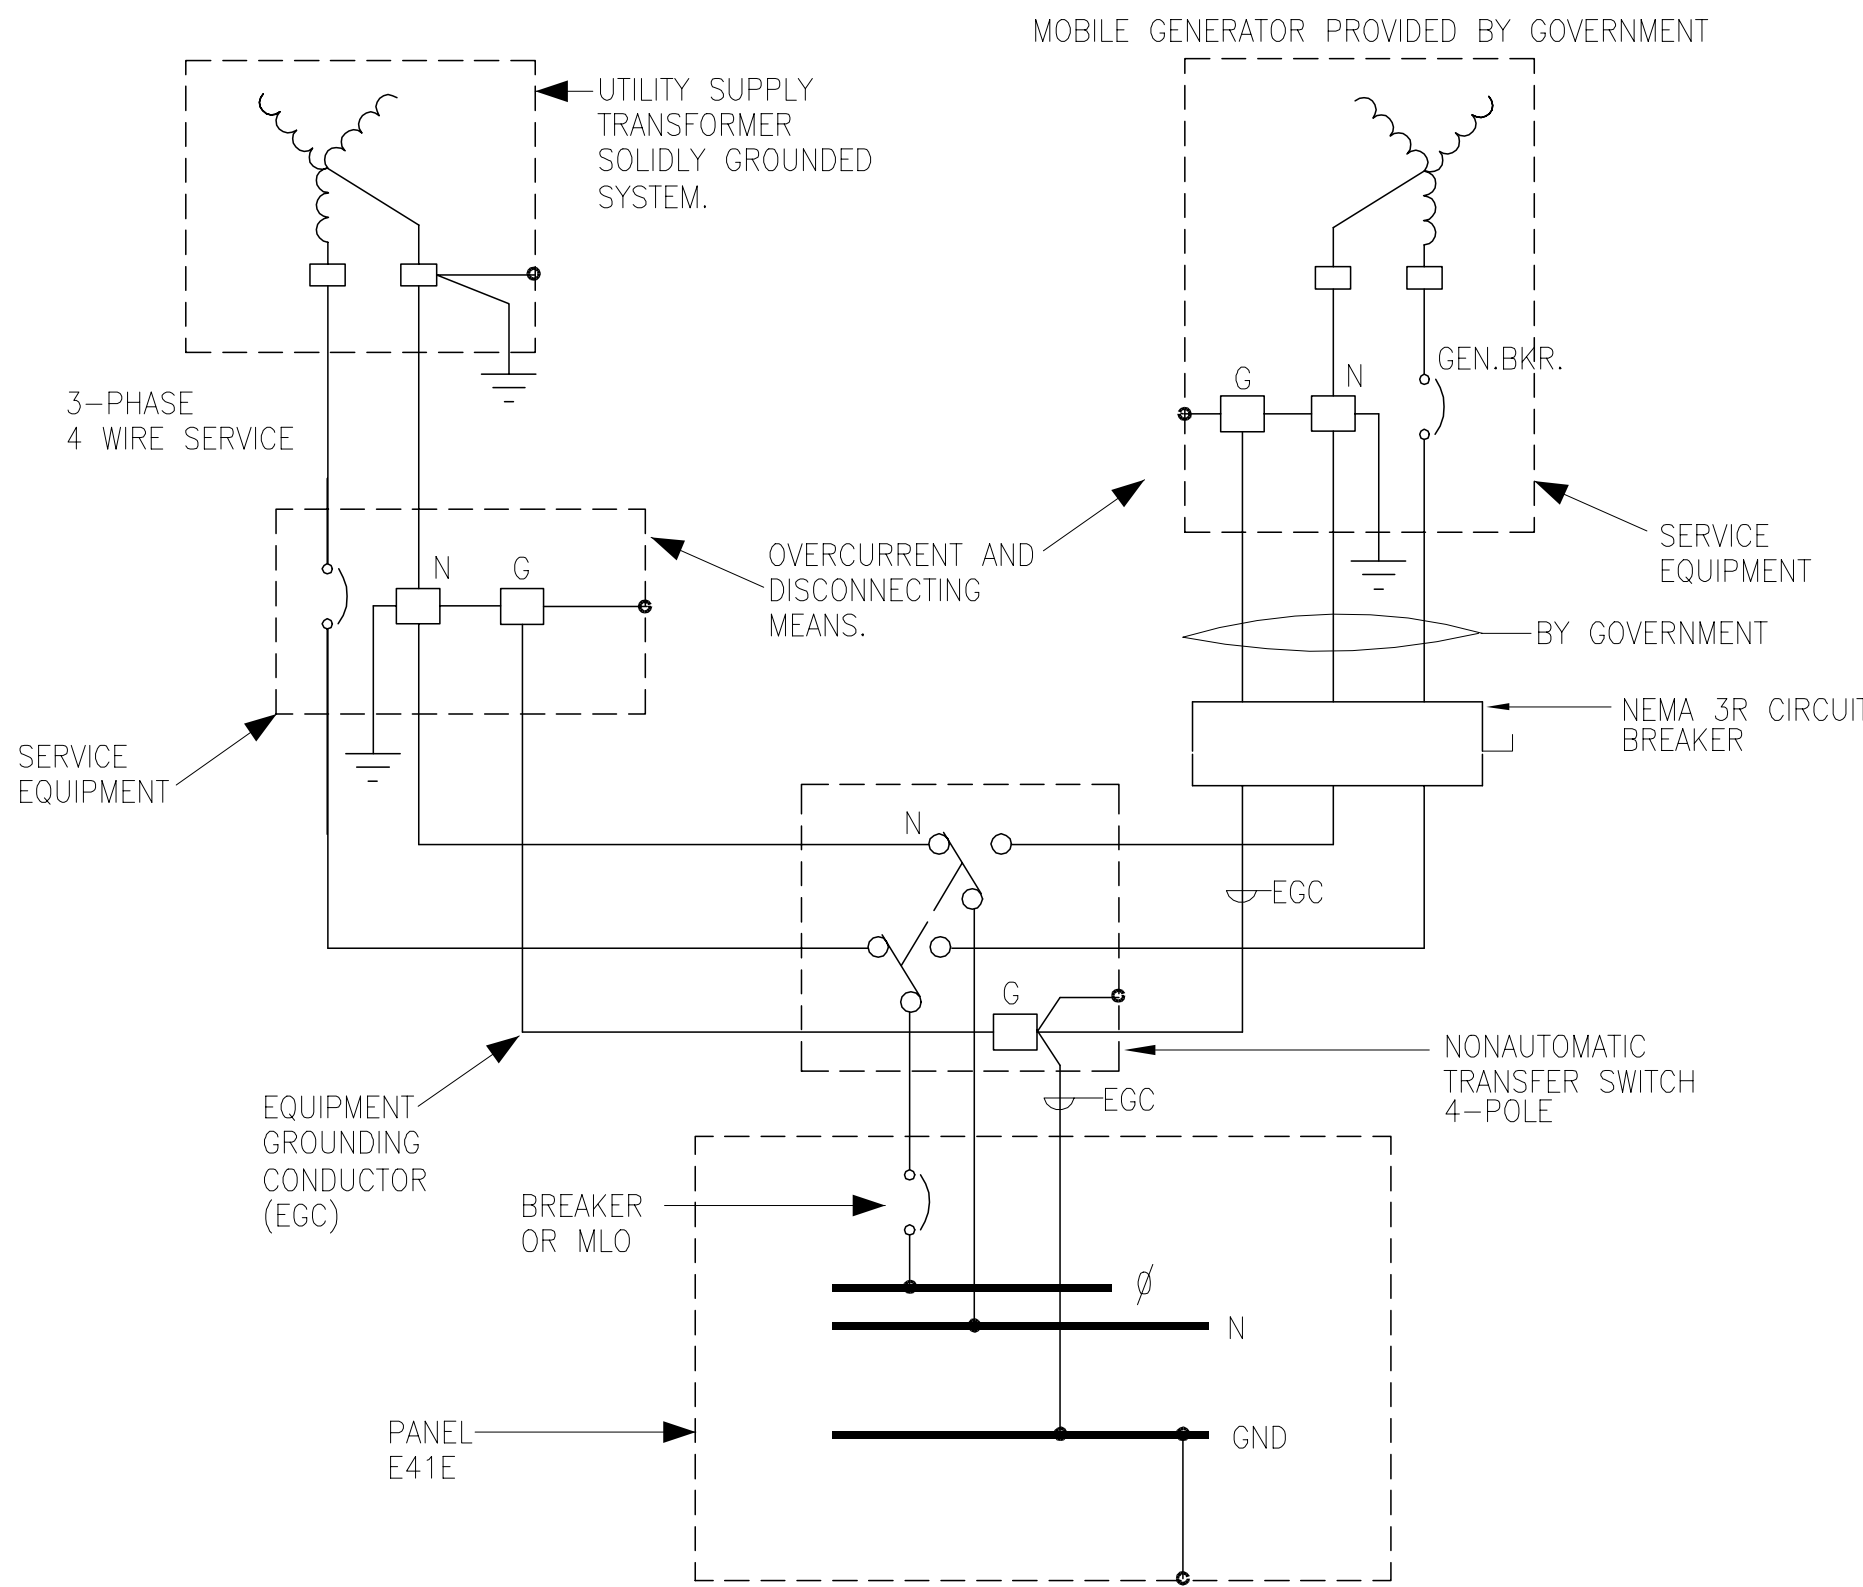 MOBILE GENERATOR PROVIDED BY GOVERNMENT
UTILITY SUPPLY
TRANSFORMER
SOLIDLY GROUNDED
SYSTEM.
GEN.BKR.
G
N
3-PHASE
4 WIRE SERVICE
SERVICE
EQUIPMENT
OVERCURRENT AND
DISCONNECTING
MEANS.
N
G
BY GOVERNMENT
NEMA 3R CIRCUIT
BREAKER
SERVICE
EQUIPMENT
N
EGC
G
NONAUTOMATIC
TRANSFER SWITCH
4-POLE
EGC
EQUIPMENT
GROUNDING
CONDUCTOR
(EGC)
BREAKER
OR MLO
Ø
N
PANEL
E41E
GND